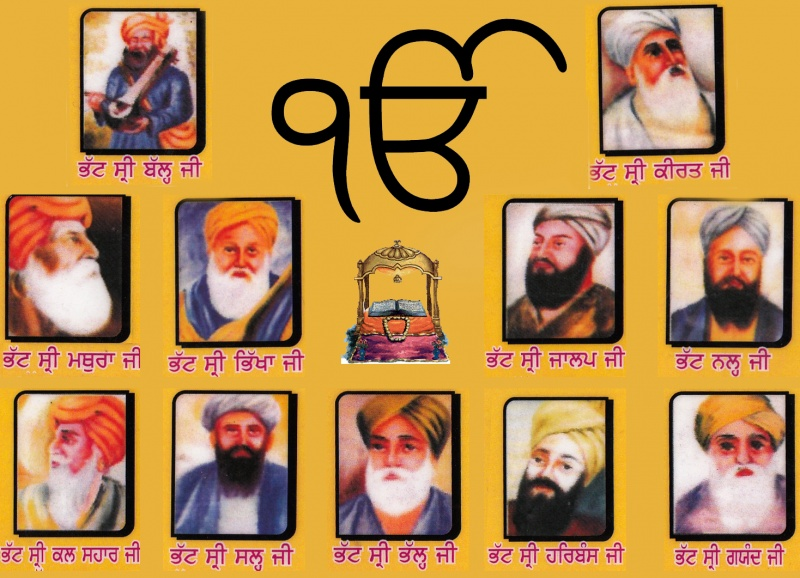 ੴ
ਭੱਟ ਸ੍ਰੀ ਬੱਲ੍ਹ ਜੀ
ਭੱਟ ਸ੍ਰੀ ਕੀਰਤ ਜੀ
ਭੱਟ ਸ੍ਰੀ ਮਥੁਰਾ ਜੀ
ਭੱਟ ਸ੍ਰੀ ਭਿੱਖਾ ਜੀ
ਭੱਟ ਸ੍ਰੀ ਜਾਲਪ ਜੀ
ਭੱਟ ਨਲ੍ਹ ਜੀ
ਭੱਟ ਸ੍ਰੀ ਕਲ ਸਹਾਰ ਜੀ
ਭੱਟ ਸ੍ਰੀ ਸਲ੍ਹ ਜੀ
ਭੱਟ ਸ੍ਰੀ ਭੱਲ੍ਹ ਜੀ
ਭੱਟ ਸ੍ਰੀ ਹਰਿਬੰਸ ਜੀ
ਭੱਟ ਸ੍ਰੀ ਗਯੰਦ ਜੀ